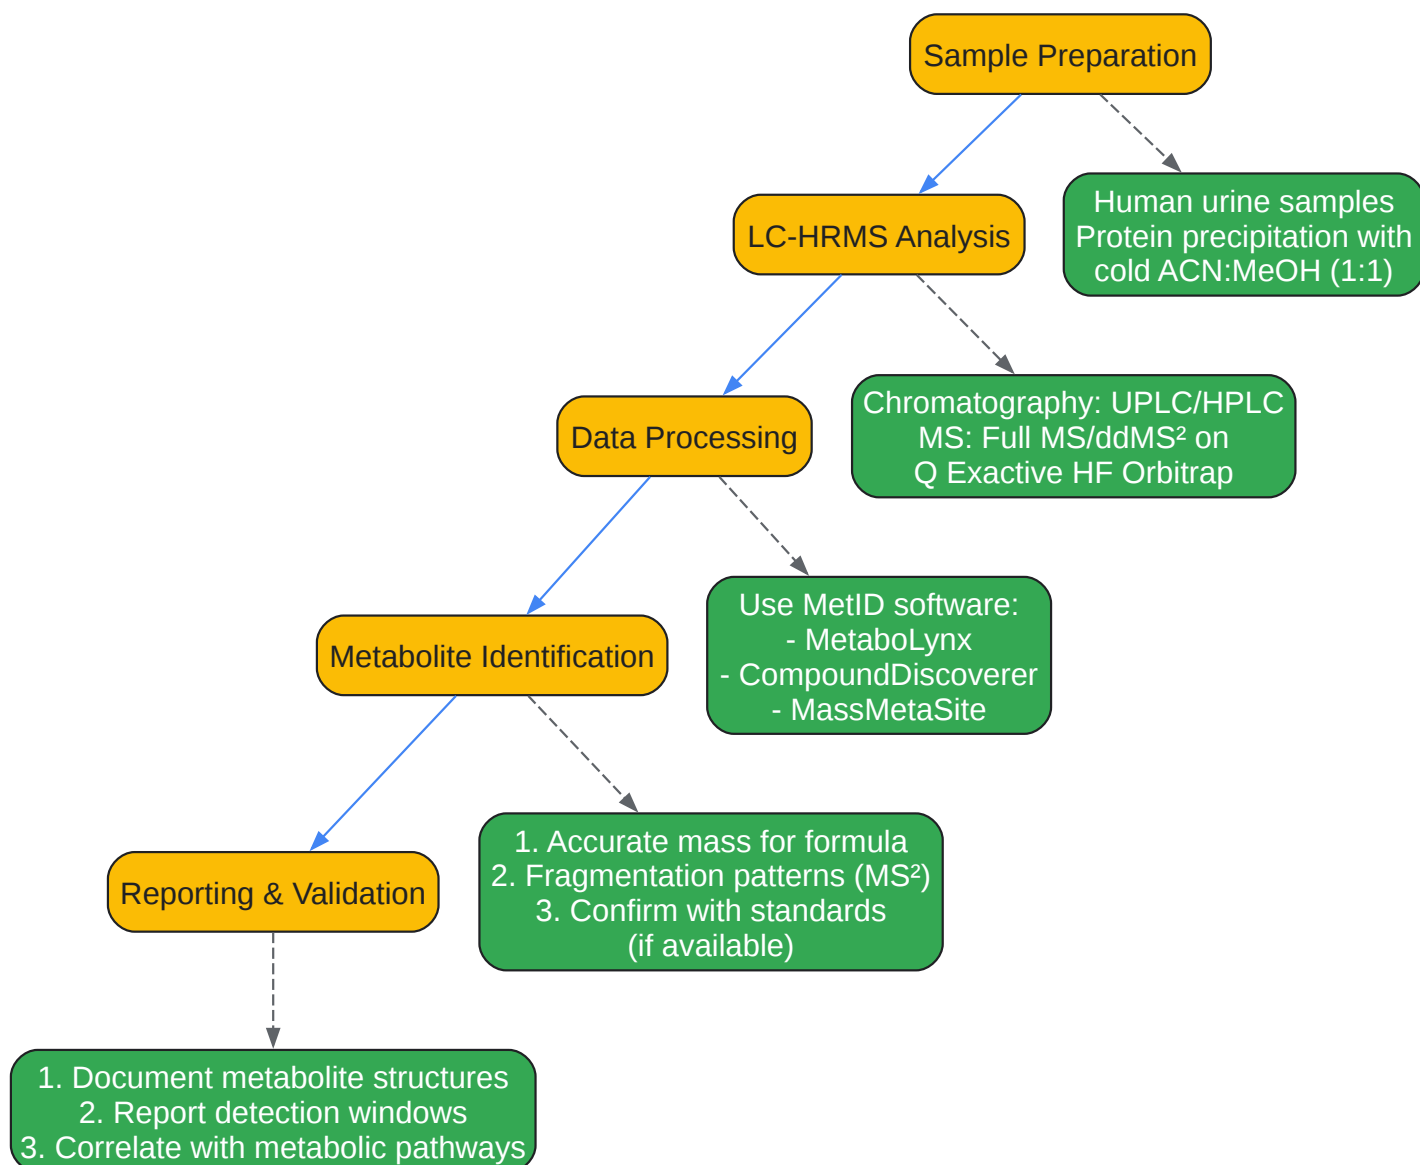 Sample Preparation
Human urine samples
Protein precipitation with
cold ACN:MeOH (1:1)
LC-HRMS Analysis
Chromatography: UPLC/HPLC
MS: Full MS/ddMS² on
Q Exactive HF Orbitrap
Data Processing
Use MetID software:
- MetaboLynx
- CompoundDiscoverer
- MassMetaSite
Metabolite Identification
1. Accurate mass for formula
2. Fragmentation patterns (MS²)
3. Confirm with standards
(if available)
Reporting & Validation
1. Document metabolite structures
2. Report detection windows
3. Correlate with metabolic pathways